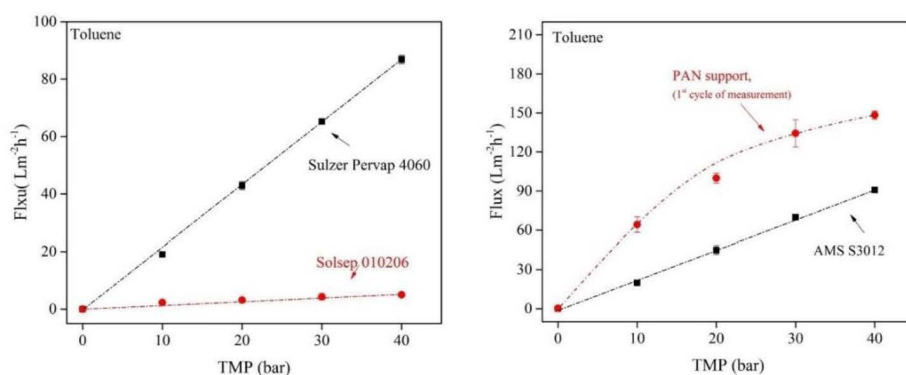 Toluene
100
80
60
40
20
0
Flxu( Lm⁻²h⁻¹)
Sulzer Pervap 4060
Solsep 010206
0 10 20 30 40
TMP (bar)
Toluene
210
180
150
120
90
60
30
0
Flux (Lm⁻²h⁻¹)
PAN support,
(1ˢᵗ cycle of measurement)
AMS S3012
0 10 20 30 40
TMP (bar)